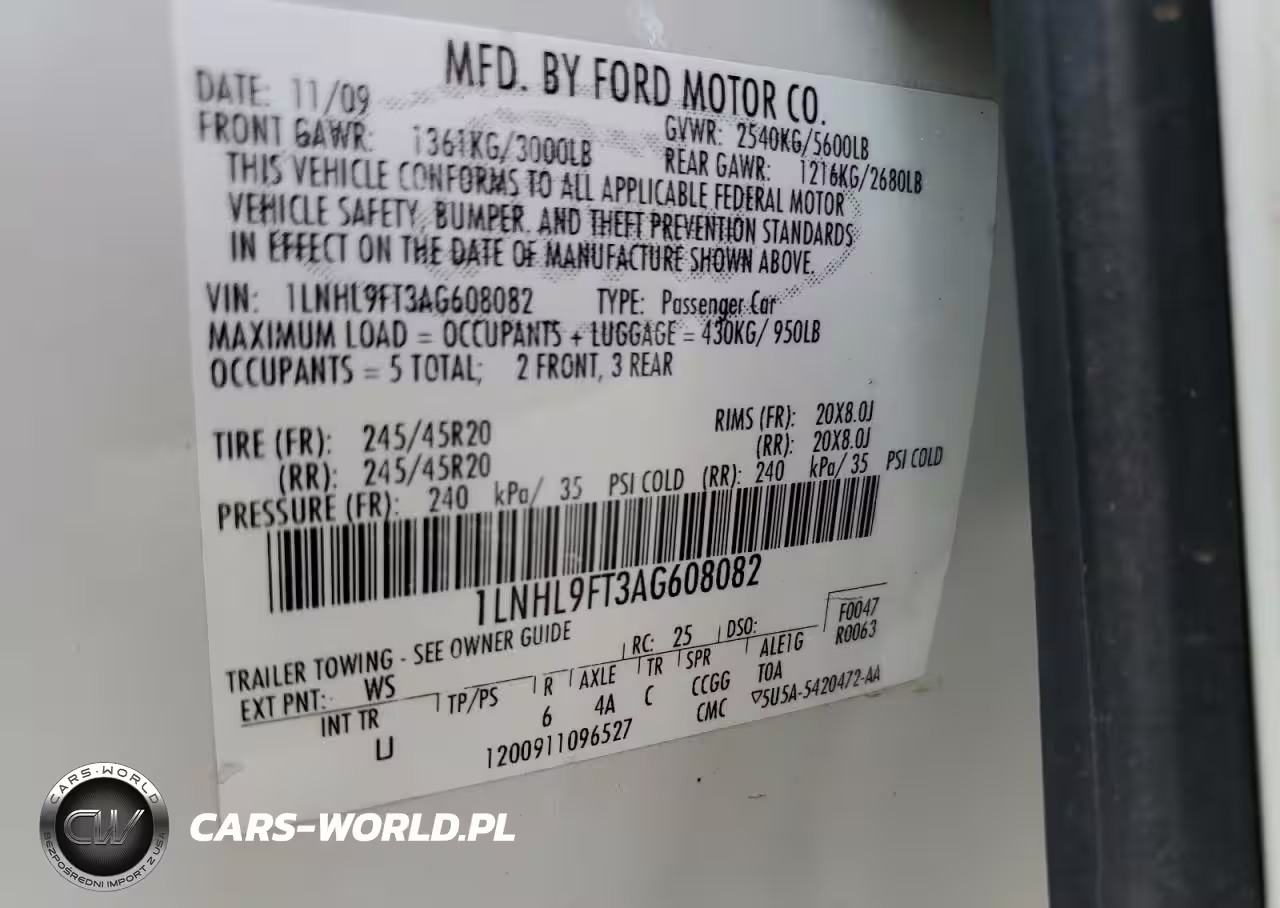 MFD. BY FORD MOTOR CO.
DATE: 11/09
GVWR: 2540KG/5600LB
FRONT GAWR: 1361KG/3000LB
REAR GAWR: 1216KG/2680LB
THIS VEHICLE CONFORMS TO ALL APPLICABLE FEDERAL MOTOR
VEHICLE SAFETY, BUMPER. AND THEFT PREVENTION STANDARDS
IN EFFECT ON THE DATE OF MANUFACTURE SHOWN ABOVE.
VIN: 1LNHL9FT3AG608082 TYPE: Passenger Car
MAXIMUM LOAD = OCCUPANTS + LUGGAGE = 430KG/ 950LB
OCCUPANTS = 5 TOTAL; 2 FRONT, 3 REAR
TIRE (FR): 245/45R20 RIMS (FR): 20X8.0J
(RR): 245/45R20 (RR): 20X8.0J
PRESSURE (FR): 240 kPa/ 35 PSI COLD (RR): 240 kPa/ 35 PSI COLD
1LNHL9FT3AG608082
TRAILER TOWING - SEE OWNER GUIDE
F0047
EXT PNT: WS RC: 25 DSO: R0063
INT TR TP/PS R AXLE TR SPR ALE1G
U 6 4A C CCGG TOA
1200911096527 CMC ▽5U5A-5420472-AA
CARS-WORLD
CW
BEZPOŚREDNI IMPORT Z USA
CARS-WORLD.PL